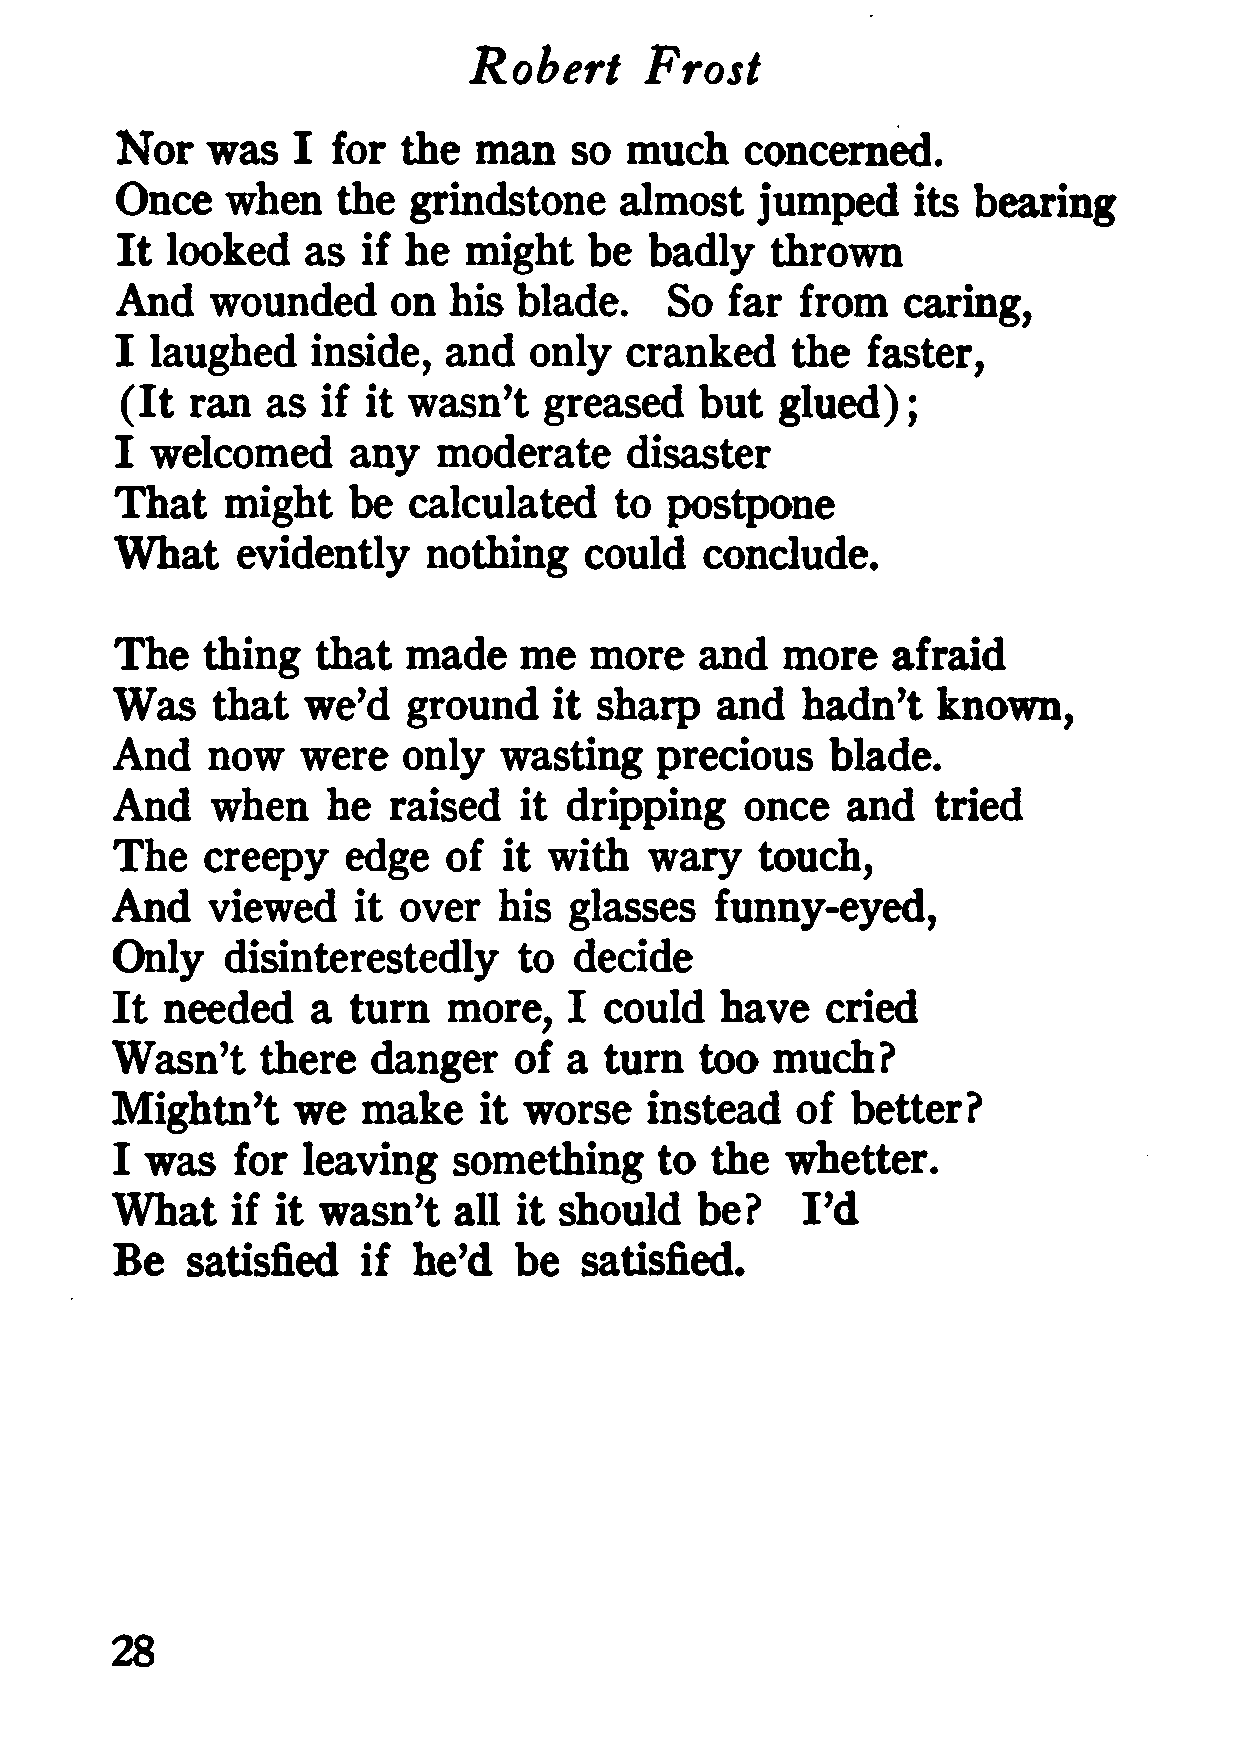 Robert Frost
Nor was I for the man so much concerned.
Once when the grindstone almost jumped its bearing
It looked as if he might be badly thrown
And wounded on his blade. So far from caring,
I laughed inside, and only cranked the faster,
(It ran as if it wasn't greased but glued);
I welcomed any moderate disaster
That might be calculated to postpone
What evidently nothing could conclude.

The thing that made me more and more afraid
Was that we'd ground it sharp and hadn't known,
And now were only wasting precious blade.
And when he raised it dripping once and tried
The creepy edge of it with wary touch,
And viewed it over his glasses funny-eyed,
Only disinterestedly to decide
It needed a turn more, I could have cried
Wasn't there danger of a turn too much?
Mightn't we make it worse instead of better?
I was for leaving something to the whetter.
What if it wasn't all it should be? I'd
Be satisfied if he'd be satisfied.
28